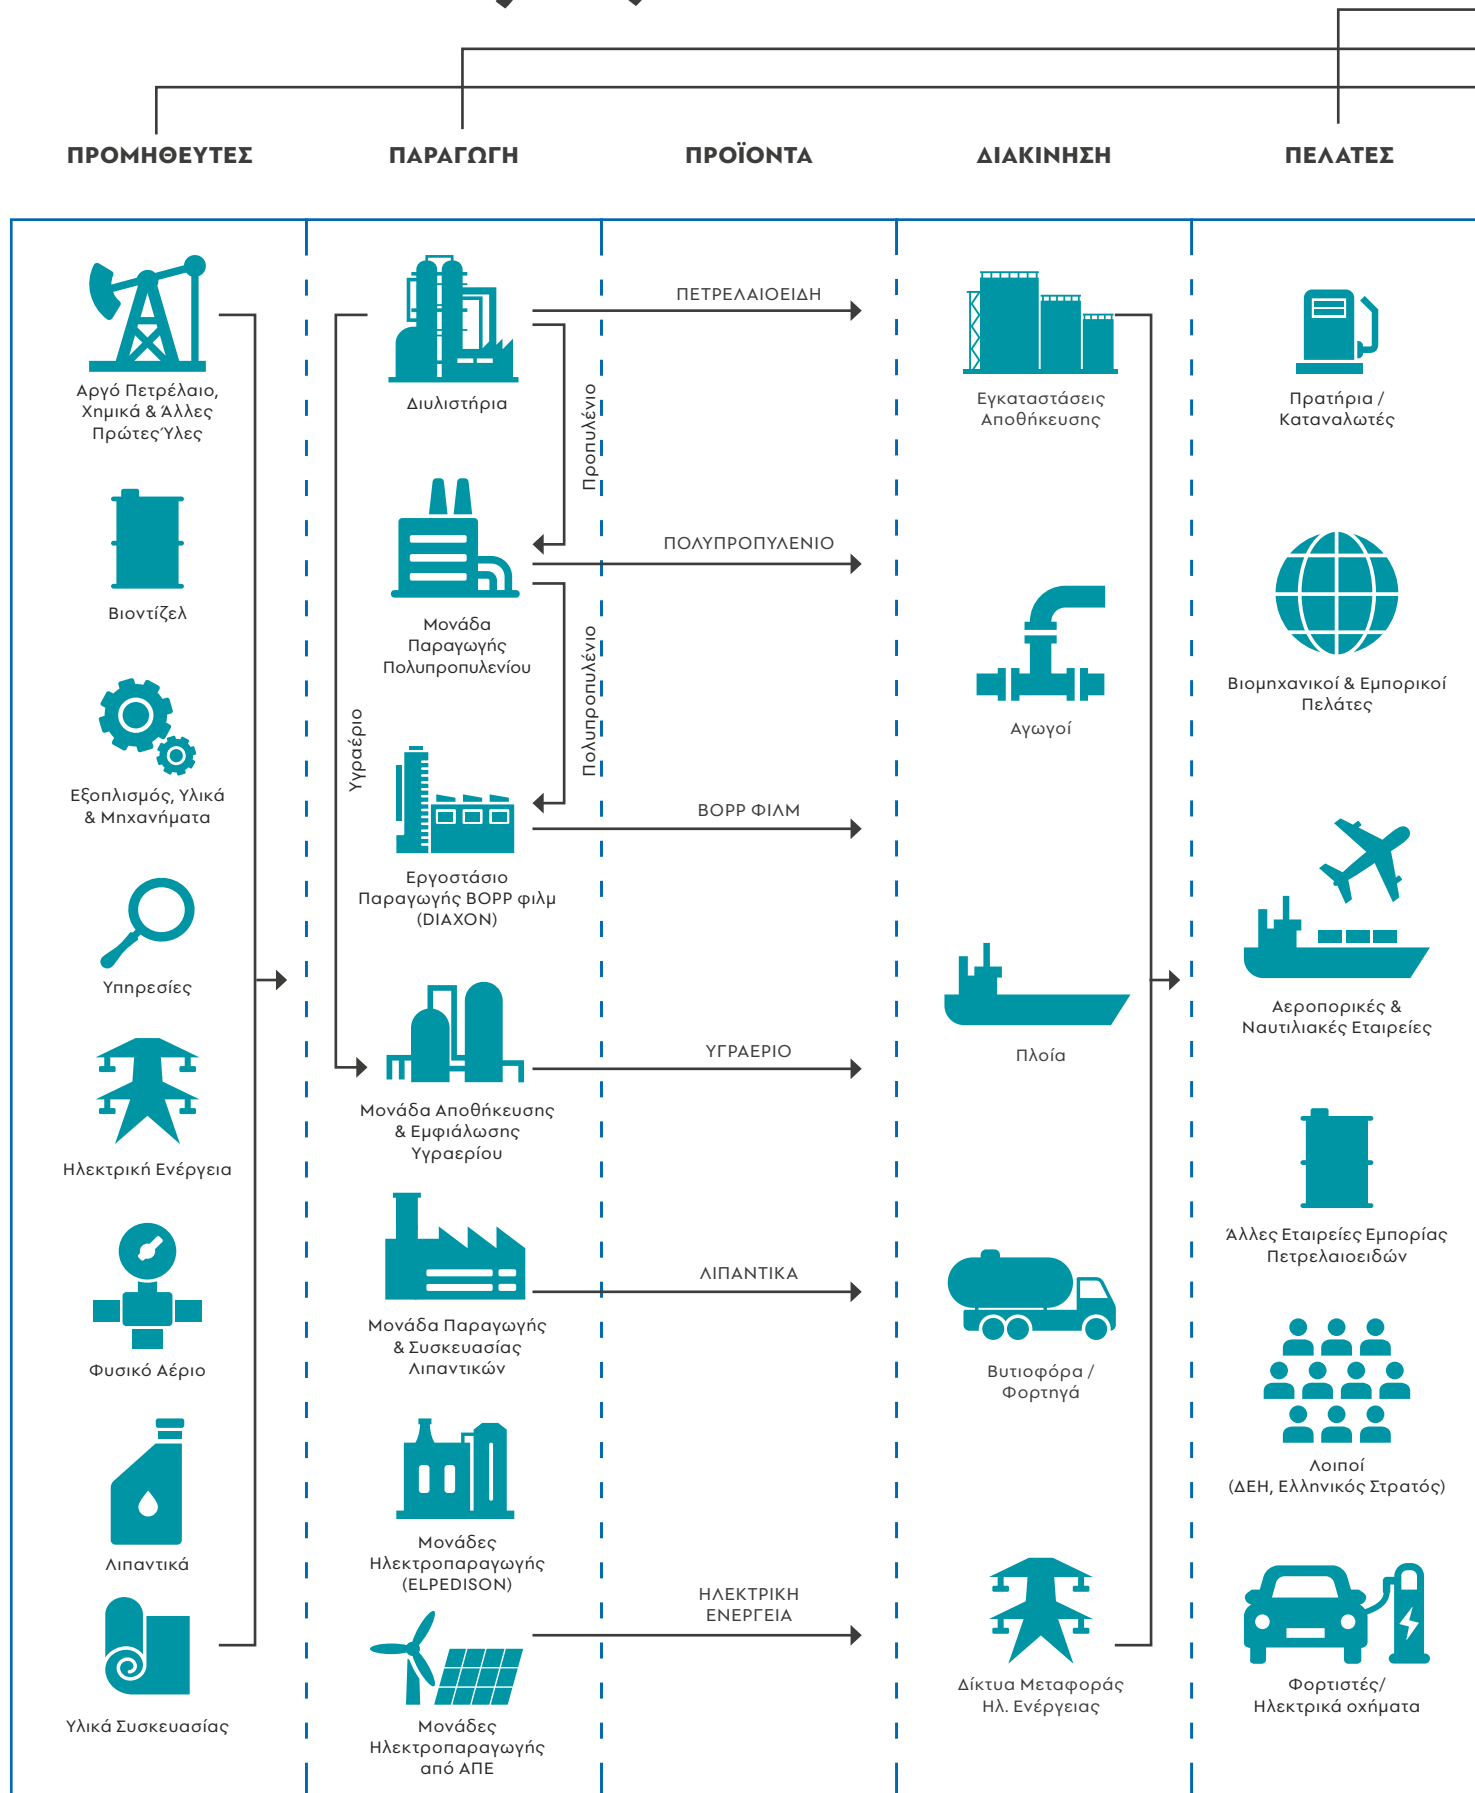 ΠΡΟΜΗΘΕΥΤΕΣ
ΠΑΡΑΓΩΓΗ
ΠΡΟΪΟΝΤΑ
ΔΙΑΚΙΝΗΣΗ
ΠΕΛΑΤΕΣ
Αργό Πετρέλαιο,
Χημικά & Άλλες
Πρώτες Ύλες
Βιοντίζελ
Εξοπλισμός, Υλικά
& Μηχανήματα
Υπηρεσίες
Ηλεκτρική Ενέργεια
Φυσικό Αέριο
Λιπαντικά
Υλικά Συσκευασίας
Διυλιστήρια
Προπυλένιο
Μονάδα
Παραγωγής
Πολυπροπυλενίου
Πολυπροπυλένιο
Υγραέριο
Εργοστάσιο
Παραγωγής BOPP φιλμ
(DIAXON)
Μονάδα Αποθήκευσης
& Εμφιάλωσης
Υγραερίου
Μονάδα Παραγωγής
& Συσκευασίας
Λιπαντικών
Μονάδες
Ηλεκτροπαραγωγής
(ELPEDISON)
Μονάδες
Ηλεκτροπαραγωγής
από ΑΠΕ
ΠΕΤΡΕΛΑΙΟΕΙΔΗ
ΠΟΛΥΠΡΟΠΥΛΕΝΙΟ
BOPP ΦΙΛΜ
ΥΓΡΑΕΡΙΟ
ΛΙΠΑΝΤΙΚΑ
ΗΛΕΚΤΡΙΚΗ
ΕΝΕΡΓΕΙΑ
Εγκαταστάσεις
Αποθήκευσης
Αγωγοί
Πλοία
Βυτιοφόρα /
Φορτηγά
Δίκτυα Μεταφοράς
Ηλ. Ενέργειας
Πρατήρια /
Καταναλωτές
Βιομηχανικοί & Εμπορικοί
Πελάτες
Αεροπορικές &
Ναυτιλιακές Εταιρείες
Άλλες Εταιρείες Εμπορίας
Πετρελαιοειδών
Λοιποί
(ΔΕΗ, Ελληνικός Στρατός)
Φορτιστές/
Ηλεκτρικά οχήματα